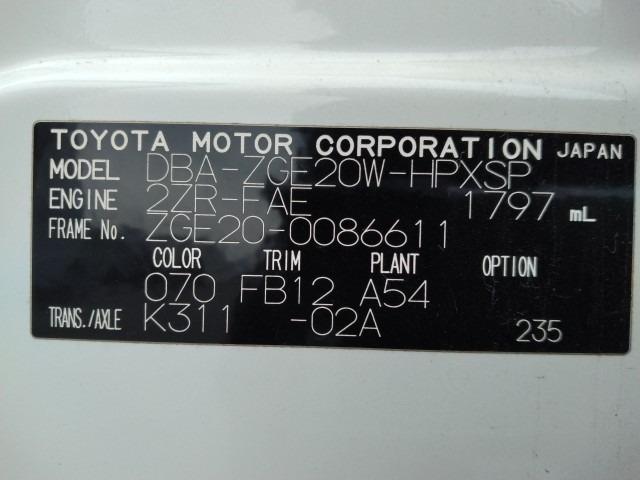 TOYOTA MOTOR CORPORATION JAPAN
MODEL DBA-ZGE20W-HPXSP
ENGINE 2ZR-FAE 1797 mL
FRAME No. ZGE20-0086611
COLOR TRIM PLANT OPTION
070 FB12 A54
TRANS./AXLE K311 -02A 235